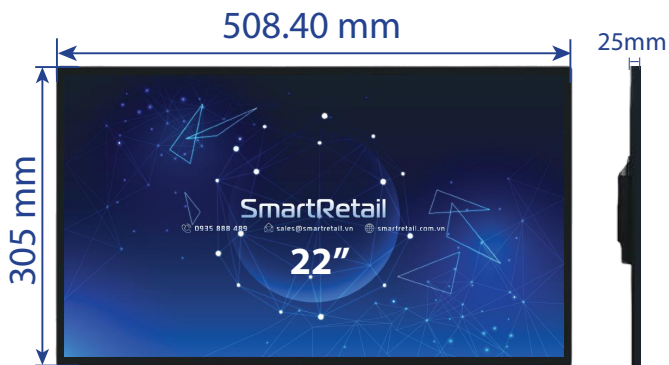 508.40 mm
25mm
305 mm
SmartRetail
0935 888 489 sales@smartretail.vn smartretail.com.vn
22”